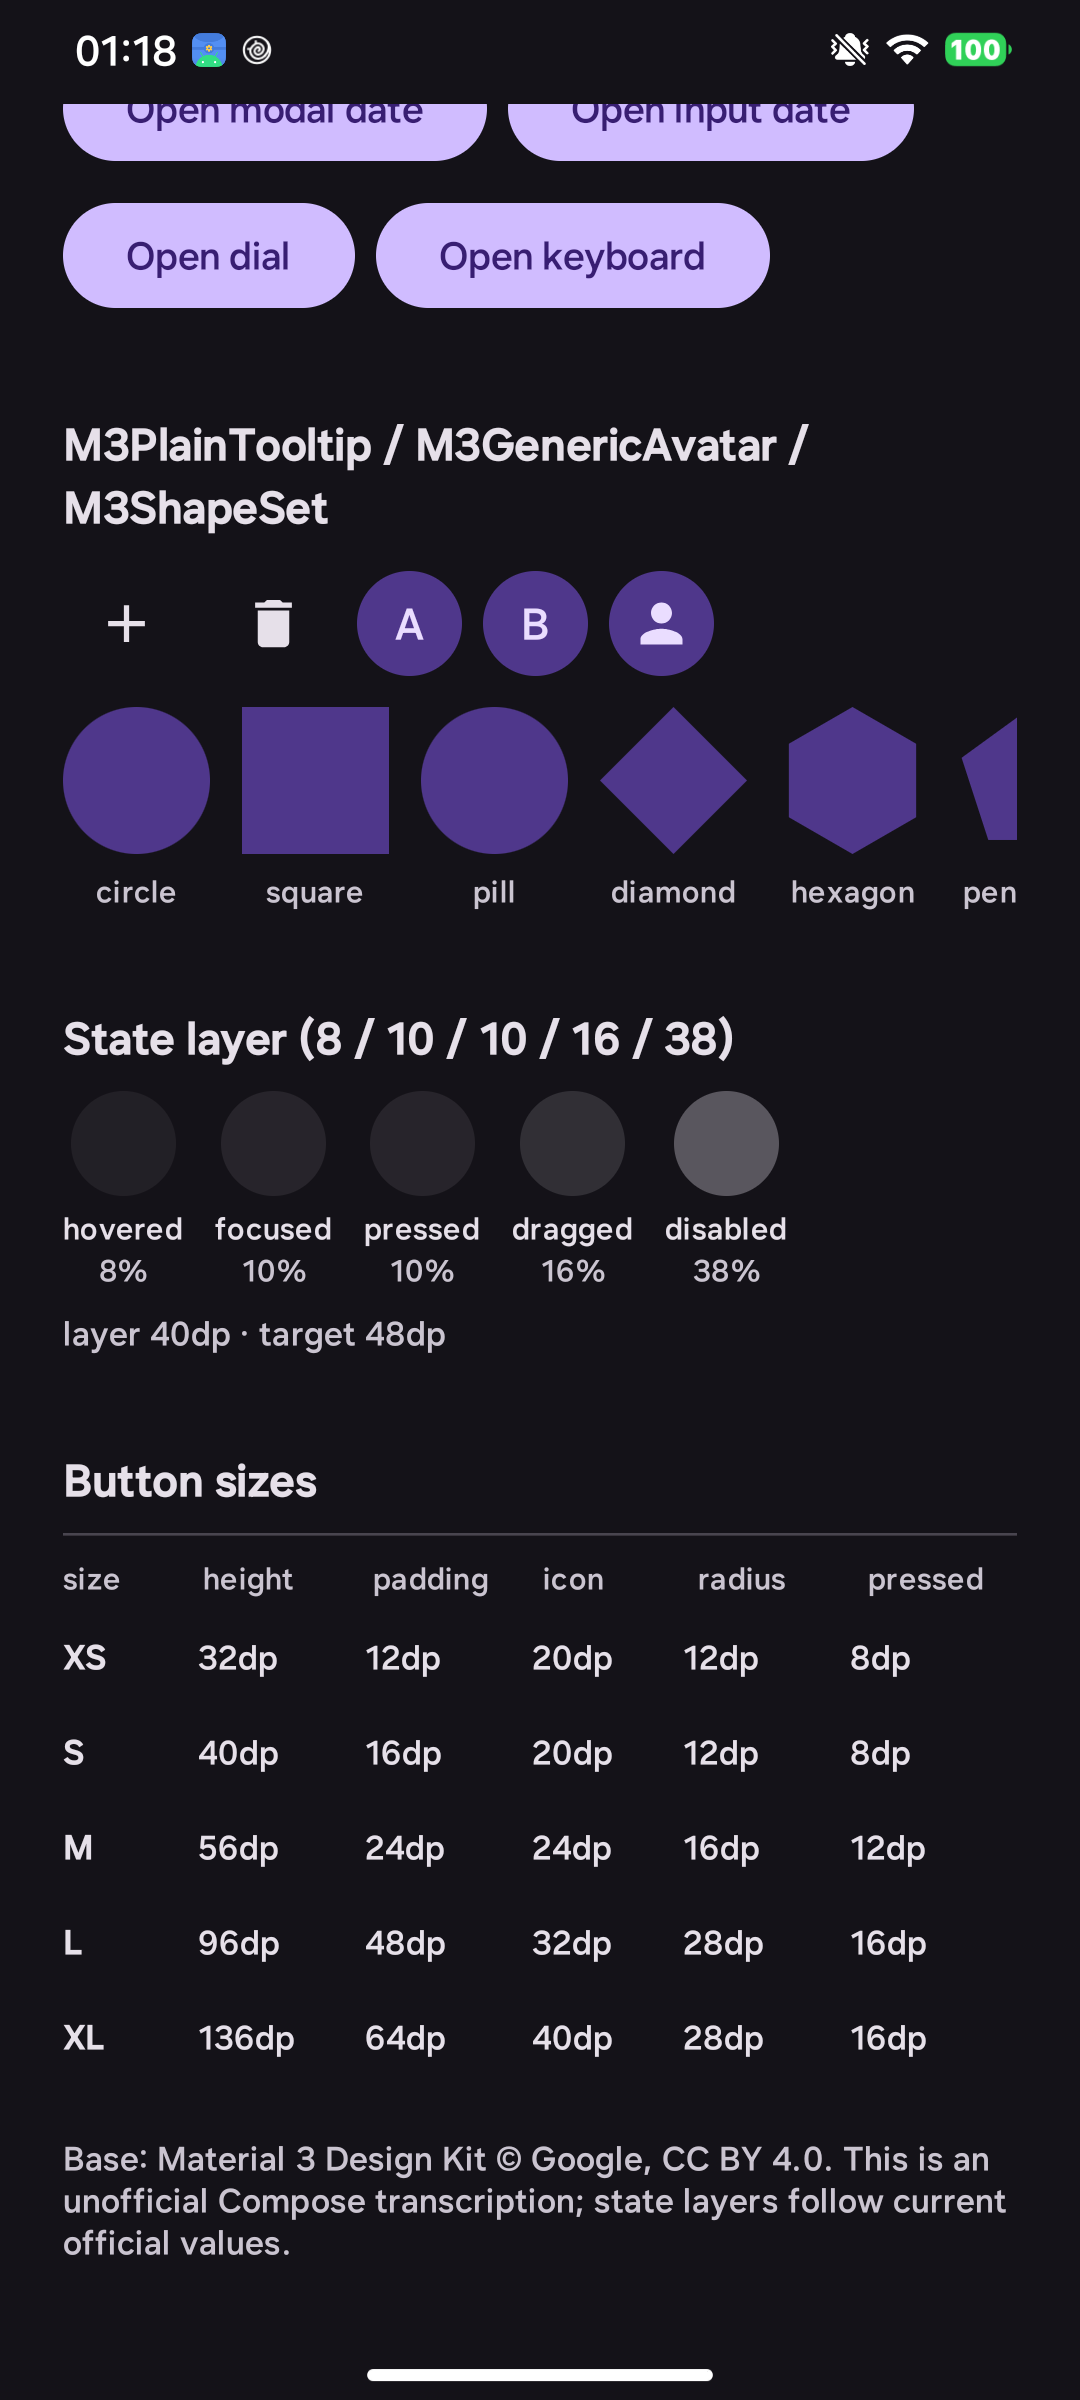 01:18
100
Open modal date Open input date
Open dial Open keyboard
M3PlainTooltip / M3GenericAvatar /
M3ShapeSet
A B
circle square pill diamond hexagon pen
State layer (8 / 10 / 10 / 16 / 38)
hovered focused pressed dragged disabled
8% 10% 10% 16% 38%
layer 40dp · target 48dp
Button sizes
size height padding icon radius pressed
XS 32dp 12dp 20dp 12dp 8dp
S 40dp 16dp 20dp 12dp 8dp
M 56dp 24dp 24dp 16dp 12dp
L 96dp 48dp 32dp 28dp 16dp
XL 136dp 64dp 40dp 28dp 16dp
Base: Material 3 Design Kit © Google, CC BY 4.0. This is an
unofficial Compose transcription; state layers follow current
official values.